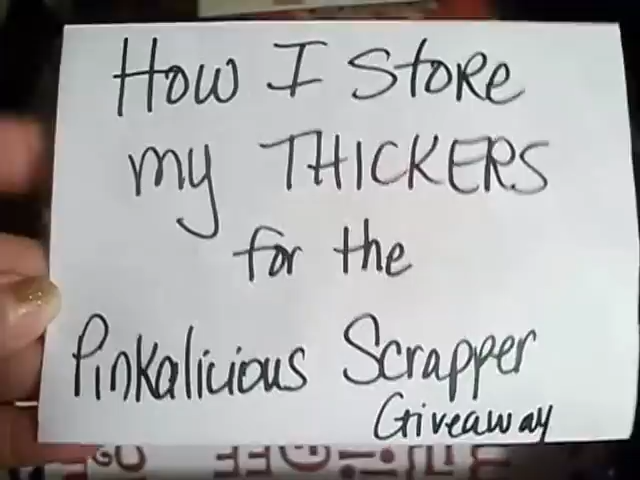 How I Store
my THICKERS
for the
Pinkalicious Scrapper
Giveaway